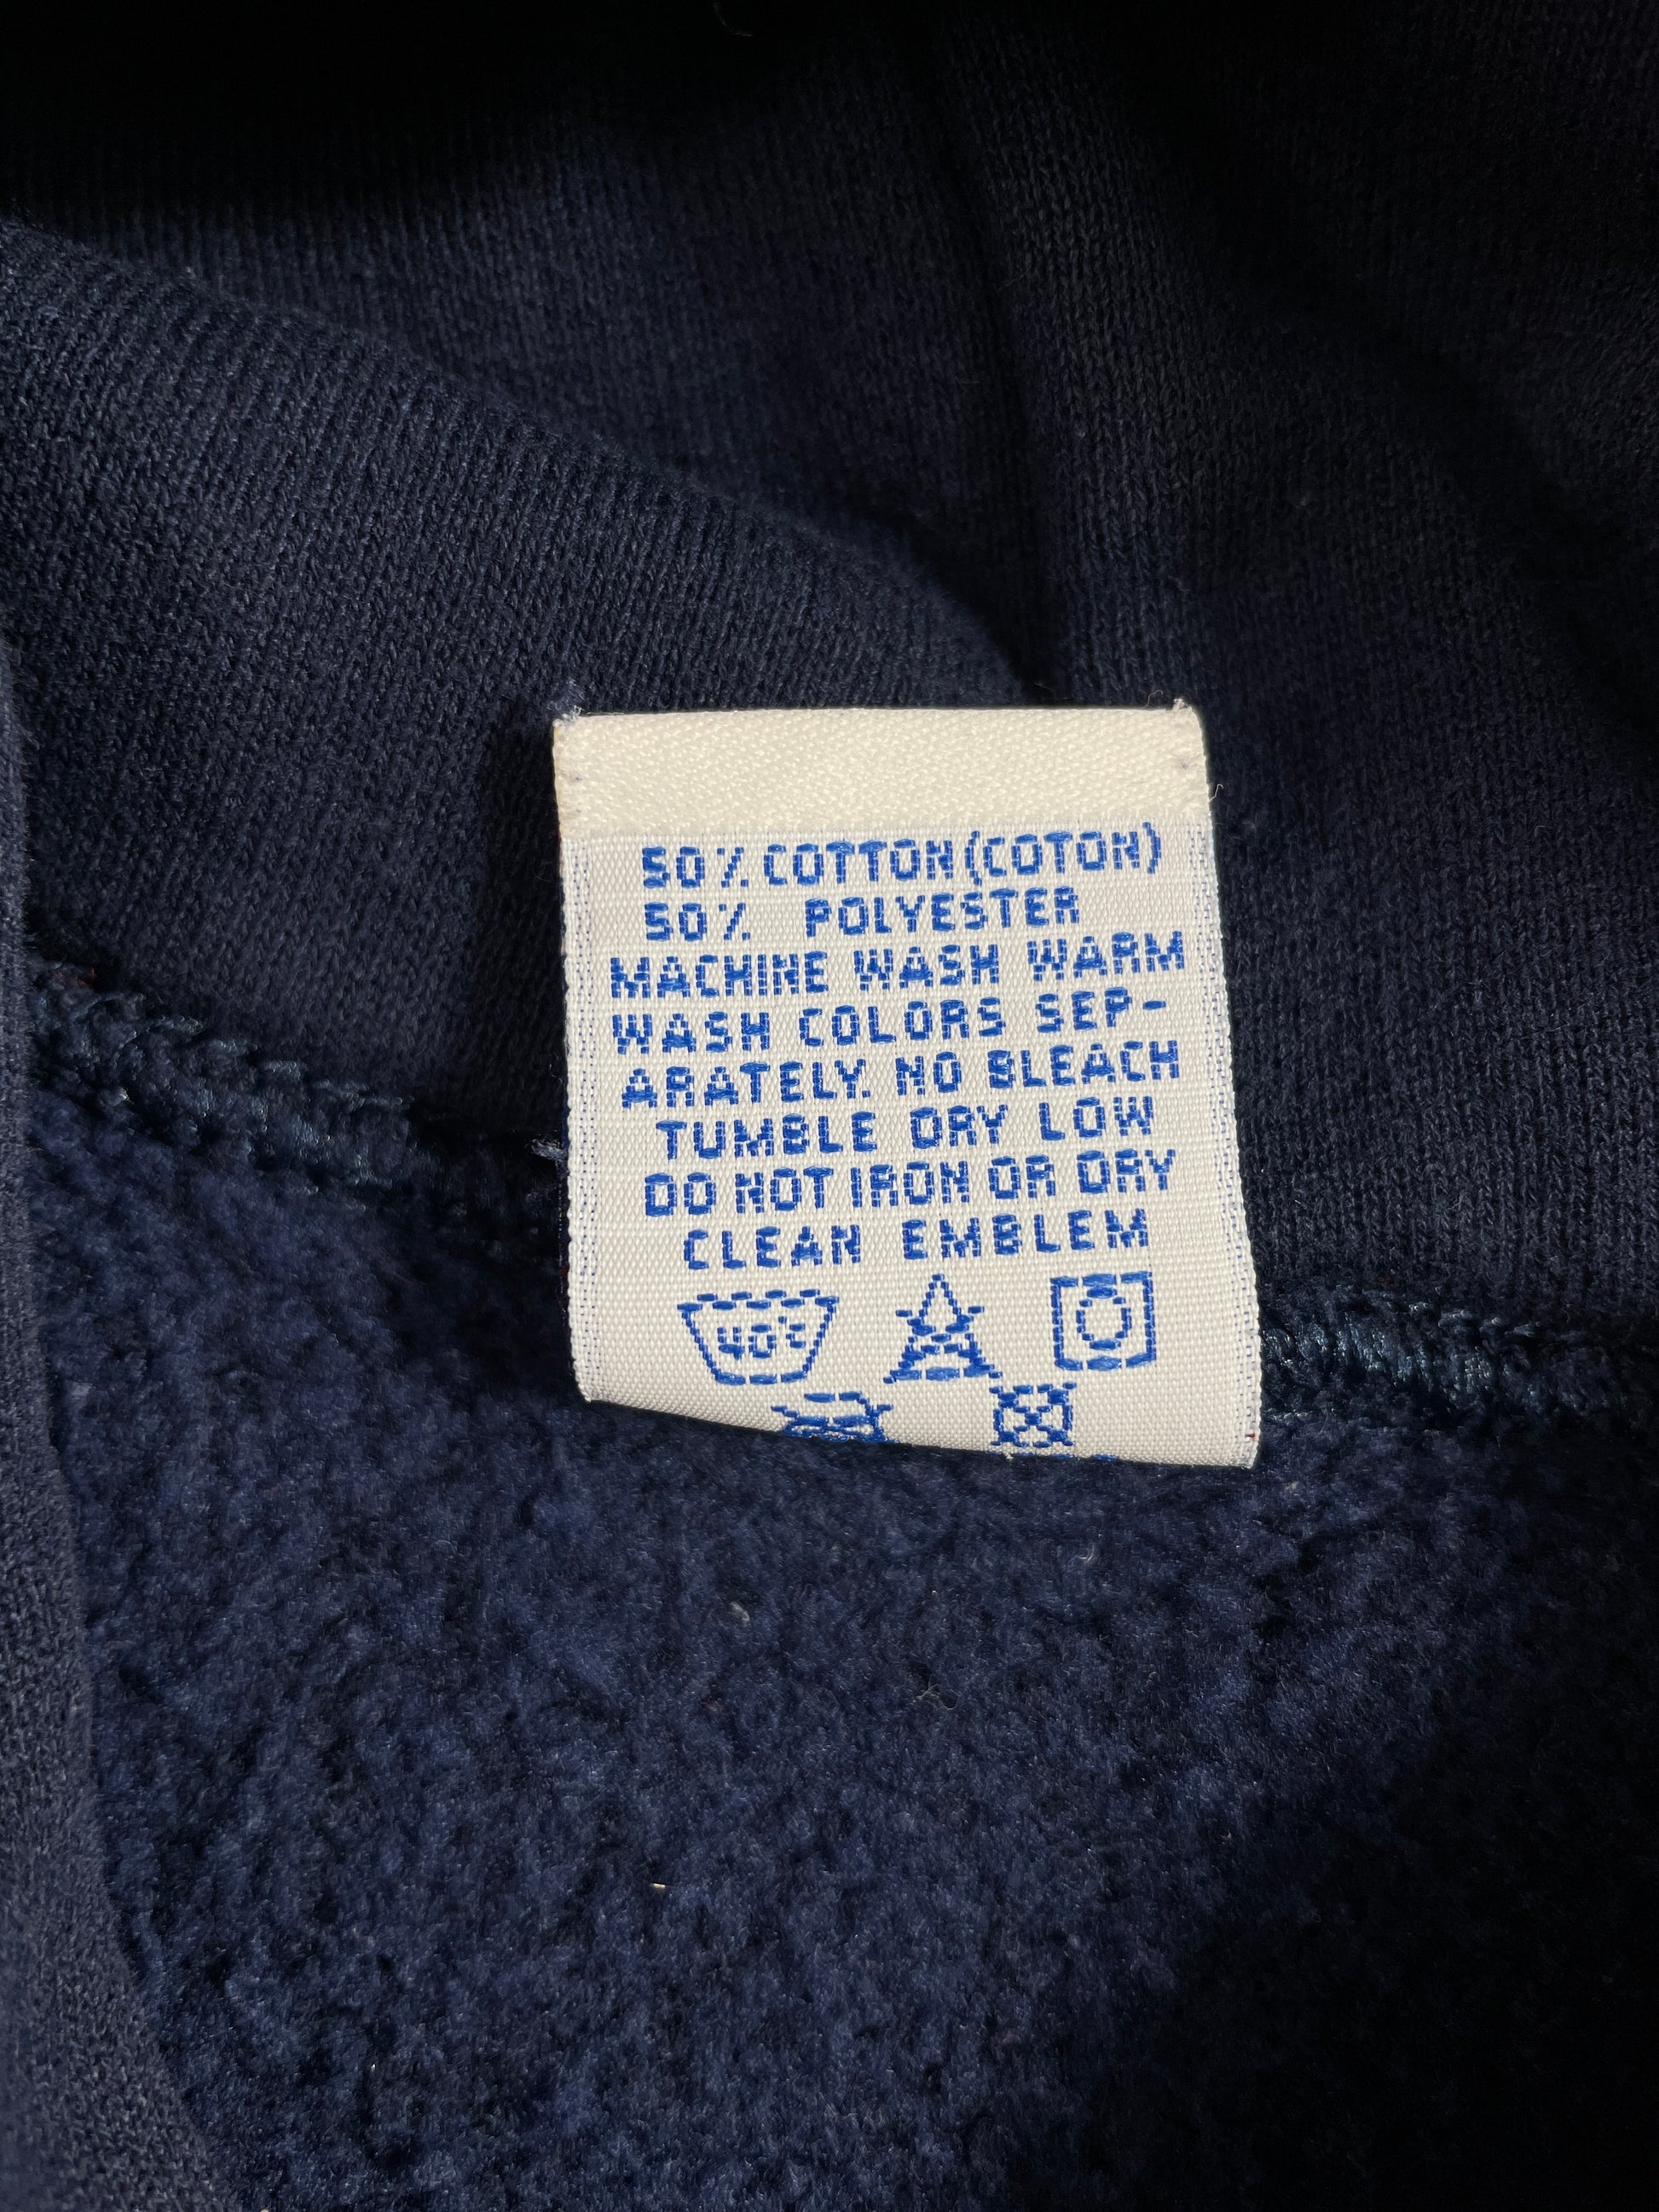 50% COTTON (COTON)
50% POLYESTER
MACHINE WASH WARM
WASH COLORS SEP-
ARATELY. NO BLEACH
TUMBLE DRY LOW
DO NOT IRON OR DRY
CLEAN EMBLEM
40°C